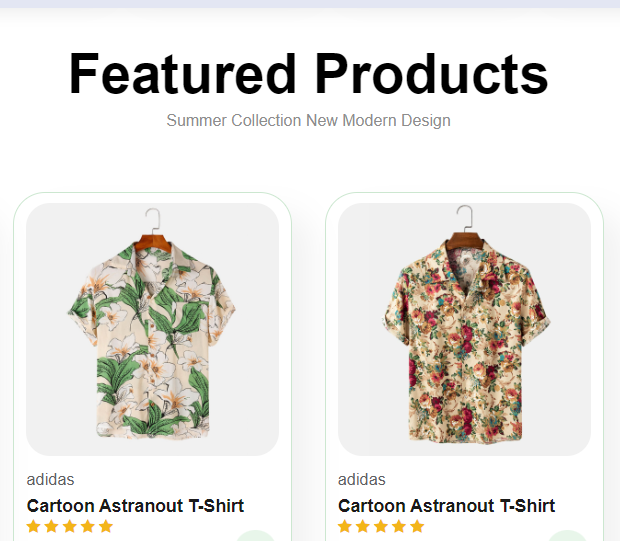 Featured Products
Summer Collection New Modern Design
adidas
Cartoon Astranout T-Shirt
adidas
Cartoon Astranout T-Shirt